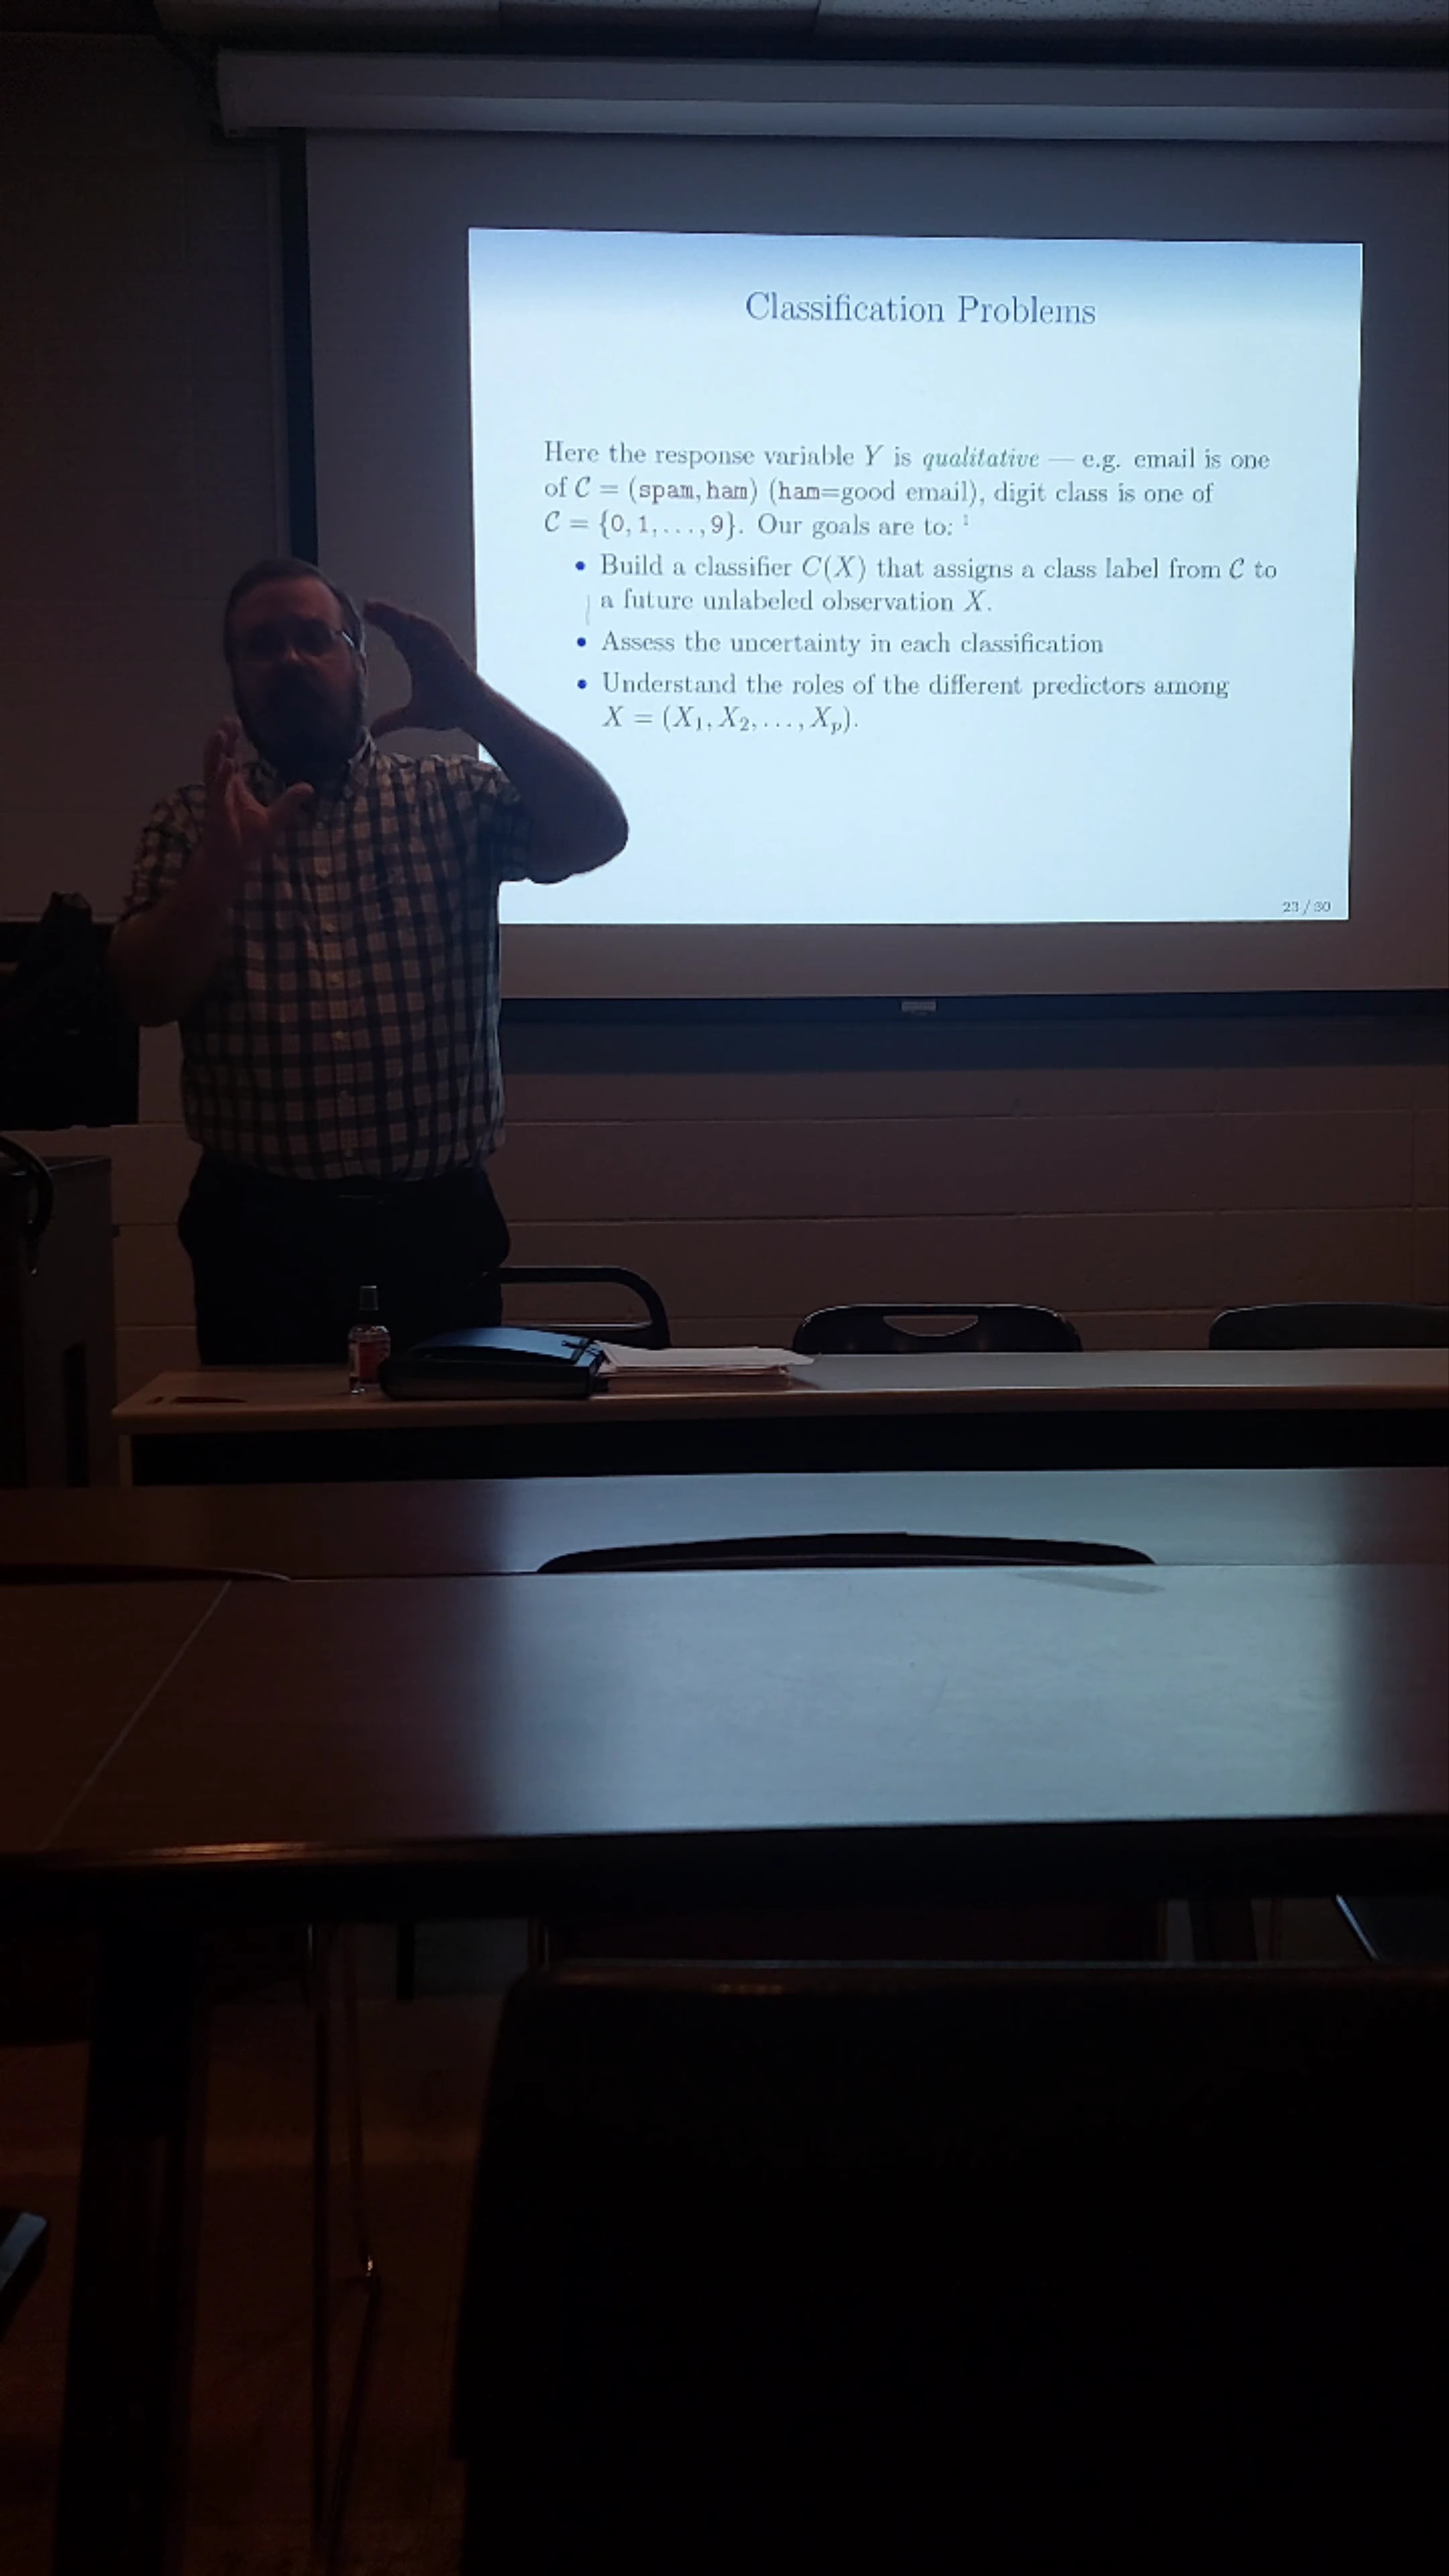 Classification Problems
Here the response variable Y is qualitative — e.g. email is one
of 𝒞 = (spam, ham) (ham=good email), digit class is one of
𝒞 = {0, 1, . . . , 9}. Our goals are to:
• Build a classifier C(X) that assigns a class label from 𝒞 to
a future unlabeled observation X.
• Assess the uncertainty in each classification
• Understand the roles of the different predictors among
X = (X₁, X₂, . . . , Xₚ).
23 / 30